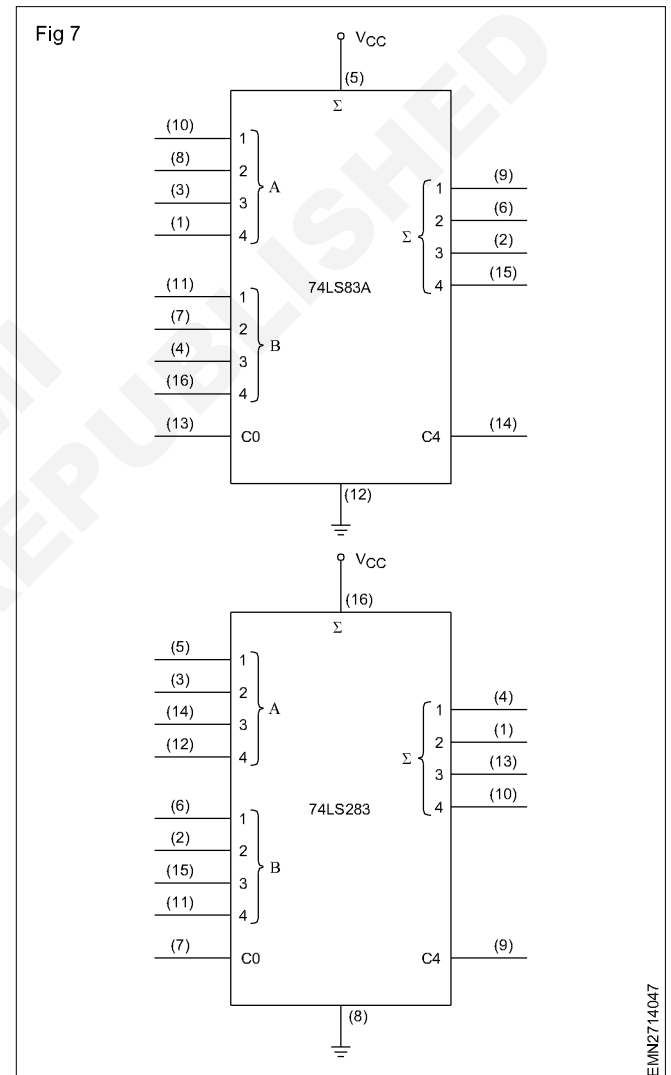 Fig 7
VCC
(5)
Σ
(10) 1
(8) 2
(3) 3
(1) 4
A
(11) 1
(7) 2
(4) 3
(16) 4
B
(13) C0
74LS83A
Σ
1 (9)
2 (6)
3 (2)
4 (15)
C4 (14)
(12)
VCC
(16)
Σ
(5) 1
(3) 2
(14) 3
(12) 4
A
(6) 1
(2) 2
(15) 3
(11) 4
B
(7) C0
74LS283
Σ
1 (4)
2 (1)
3 (13)
4 (10)
C4 (9)
(8)
EMN2714047